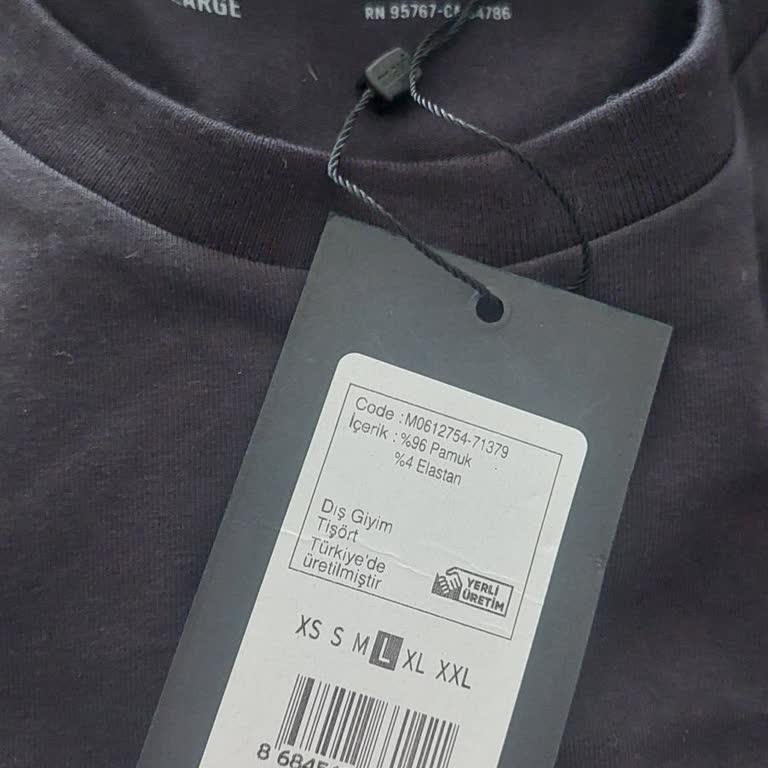 RN 95767-CA
Code : M0612754-71379
İçerik : %96 Pamuk
%4 Elastan
Dış Giyim
Tişört
Türkiye'de
üretilmiştir
YERLİ
ÜRETİM
XS S M L XL XXL